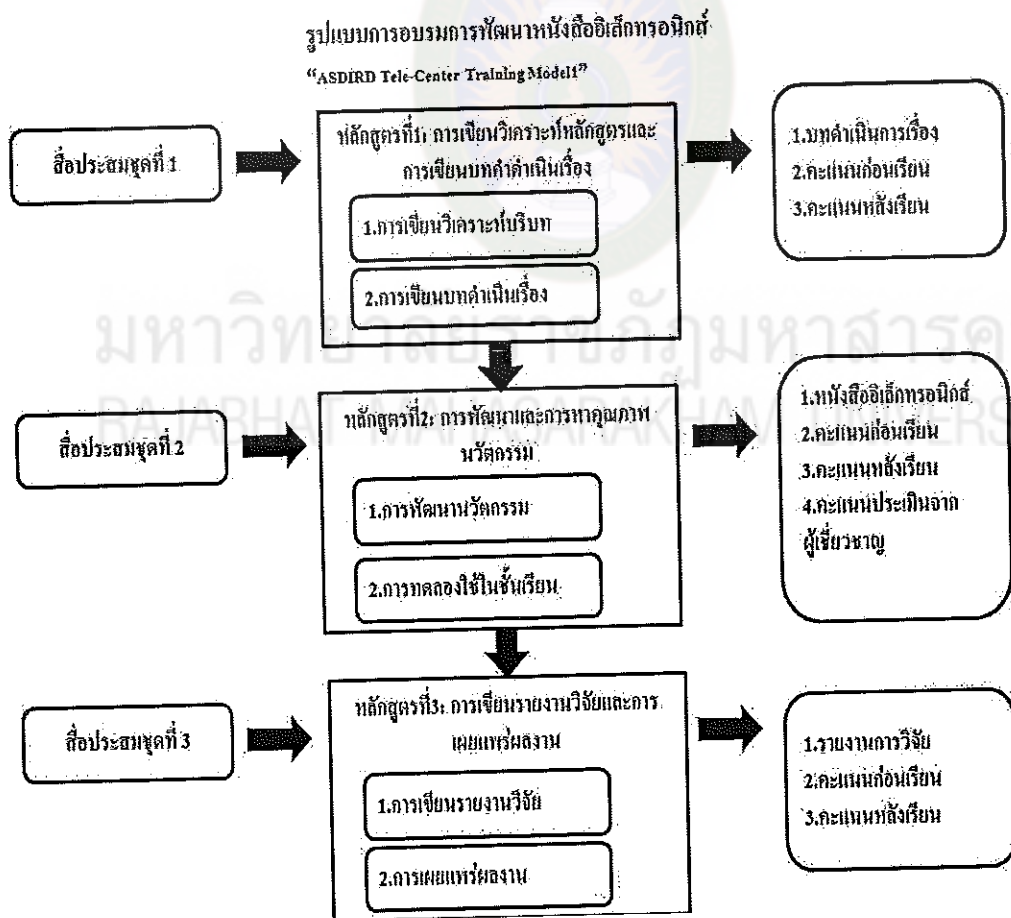 รูปแบบการอบรมการพัฒนาหนังสืออิเล็กทรอนิกส์
“ASDIRD Tele-Center Training Model1”
สื่อประสมชุดที่ 1
หลักสูตรที่1: การเขียนวิเคราะห์หลักสูตรและ
การเขียนบทดำดำเนินเรื่อง
1.การเขียนวิเคราะห์บริบท
2.การเขียนบทดำเนินเรื่อง
1.บทดำเนินการเรื่อง
2.คะแนนก่อนเรียน
3.คะแนนหลังเรียน
มหาวิทยาลัยราชภัฏมหาสารค
RAJABHAT MAHASARAKHAM
สื่อประสมชุดที่ 2
หลักสูตรที่2: การพัฒนาและการหาคุณภาพ
นวัตกรรม
1.การพัฒนานวัตกรรม
2.การทดลองใช้ในชั้นเรียน
1.หนังสืออิเล็กทรอนิกส์
2.คะแนนก่อนเรียน
3.คะแนนหลังเรียน
4.คะแนนประเมินจาก
ผู้เชี่ยวชาญ
สื่อประสมชุดที่ 3
หลักสูตรที่3: การเขียนรายงานวิจัยและการ
เผยแพร่ผลงาน
1.การเขียนรายงานวิจัย
2.การเผยแพร่ผลงาน
1.รายงานการวิจัย
2.คะแนนก่อนเรียน
3.คะแนนหลังเรียน